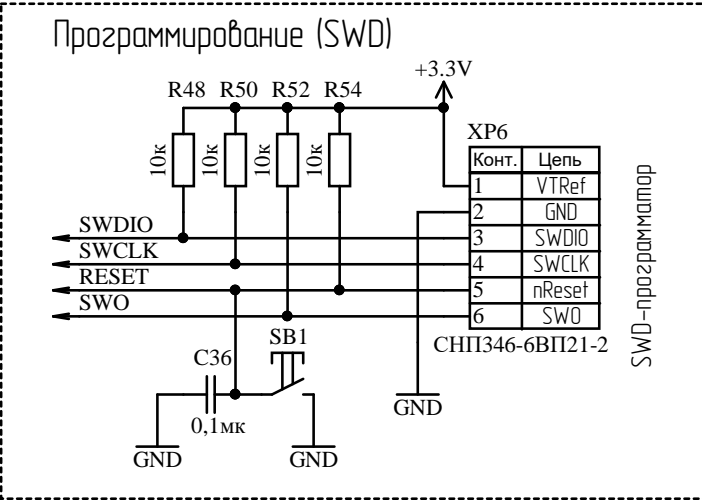 Программирование (SWD)
+3.3V
R48 R50 R52 R54
XP6
10к 10к 10к 10к
Конт. Цепь
1 VTRef
2 GND
3 SWDIO
4 SWCLK
5 nReset
6 SWO
SWD-программатор
SWDIO
SWCLK
RESET
SWO
СНП346-6ВП21-2
SB1
C36
0,1мк
GND
GND
GND